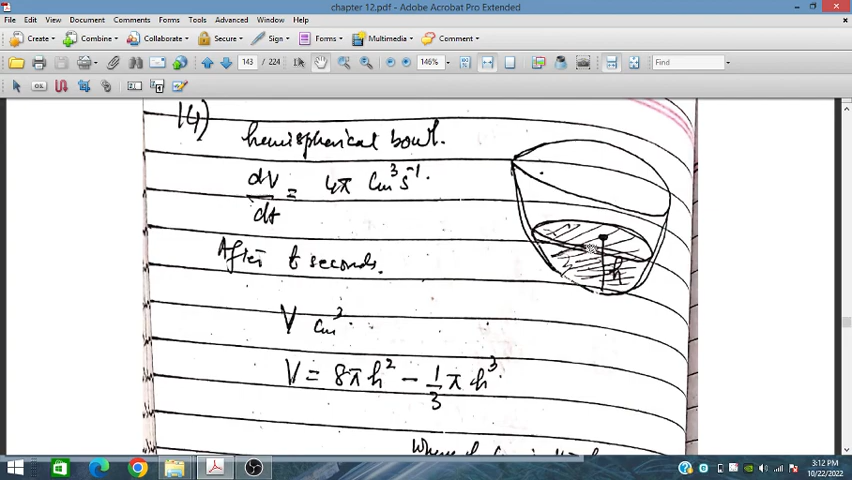 chapter 12.pdf - Adobe Acrobat Pro Extended
File Edit View Document Comments Forms Tools Advanced Window Help
Create Combine Collaborate Secure Sign Forms Multimedia Comment
143 / 224 146% Find
14)
hemispherical bowl.
dV/dt = 4π cm³s⁻¹.
After t seconds.
h
V cm³.
V = 8πh² - 1/3 πh³.
3:12 PM
10/22/2022